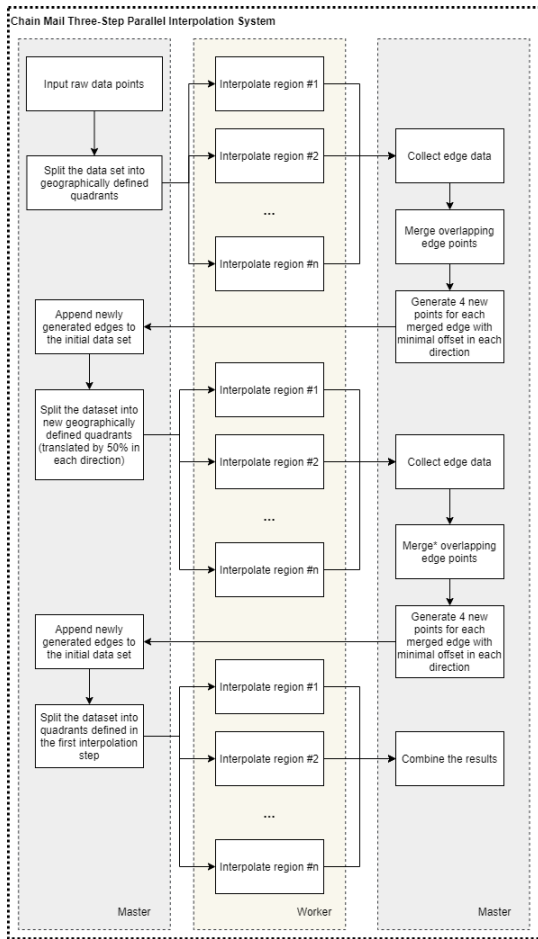 Chain Mail Three-Step Parallel Interpolation System
Input raw data points
Split the data set into
geographically defined
quadrants
Interpolate region #1
Interpolate region #2
...
Interpolate region #n
Collect edge data
Merge overlapping
edge points
Generate 4 new
points for each
merged edge with
minimal offset in each
direction
Append newly
generated edges to
the initial data set
Split the dataset into
new geographically
defined quadrants
(translated by 50% in
each direction)
Interpolate region #1
Interpolate region #2
...
Interpolate region #n
Collect edge data
Merge* overlapping
edge points
Generate 4 new
points for each
merged edge with
minimal offset in each
direction
Append newly
generated edges to
the initial data set
Split the dataset into
quadrants defined in
the first interpolation
step
Interpolate region #1
Interpolate region #2
...
Interpolate region #n
Combine the results
Master
Worker
Master